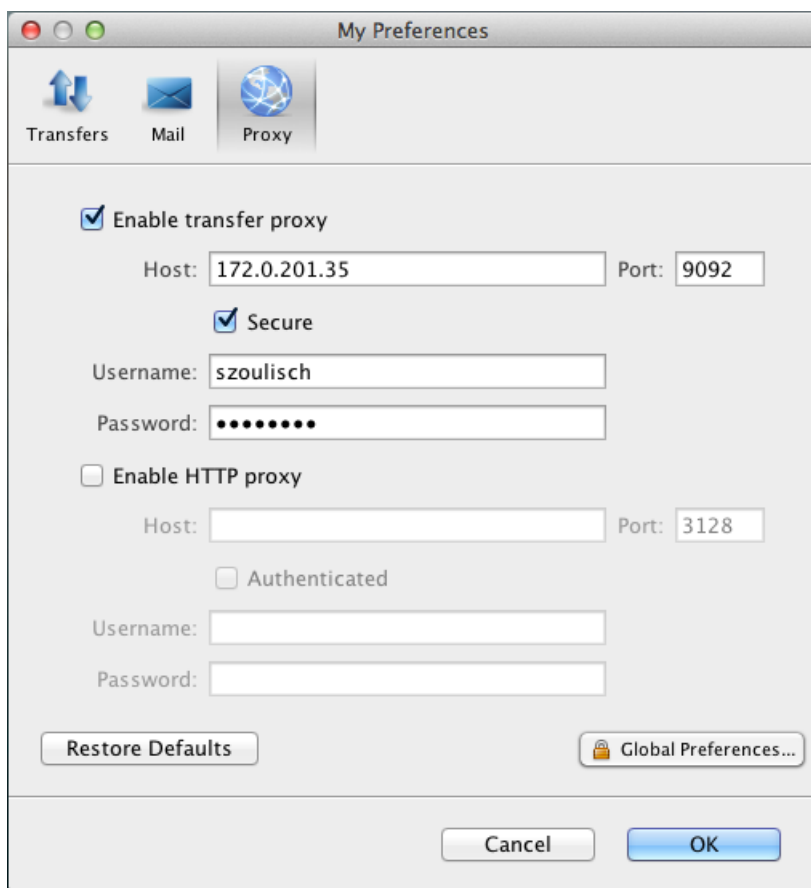 My Preferences
Transfers Mail Proxy
Enable transfer proxy
Host: 172.0.201.35 Port: 9092
Secure
Username: szoulisch
Password: ••••••••
Enable HTTP proxy
Host: Port: 3128
Authenticated
Username:
Password:
Restore Defaults Global Preferences...
Cancel OK